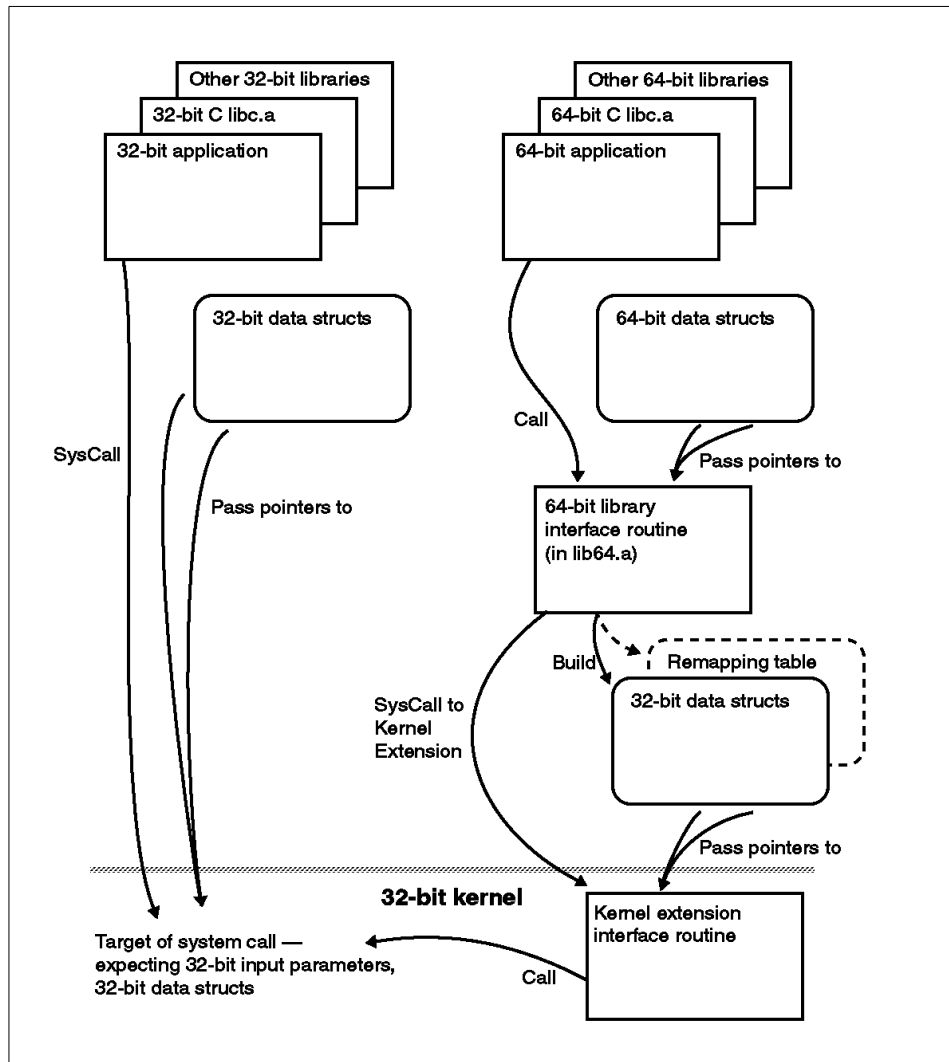 Other 32-bit libraries
32-bit C libc.a
32-bit application
Other 64-bit libraries
64-bit C libc.a
64-bit application
32-bit data structs
64-bit data structs
SysCall
Call
Pass pointers to
Pass pointers to
64-bit library
interface routine
(in lib64.a)
Build
Remapping table
SysCall to
Kernel
Extension
32-bit data structs
Pass pointers to
32-bit kernel
Kernel extension
interface routine
Target of system call —
expecting 32-bit input parameters,
32-bit data structs
Call